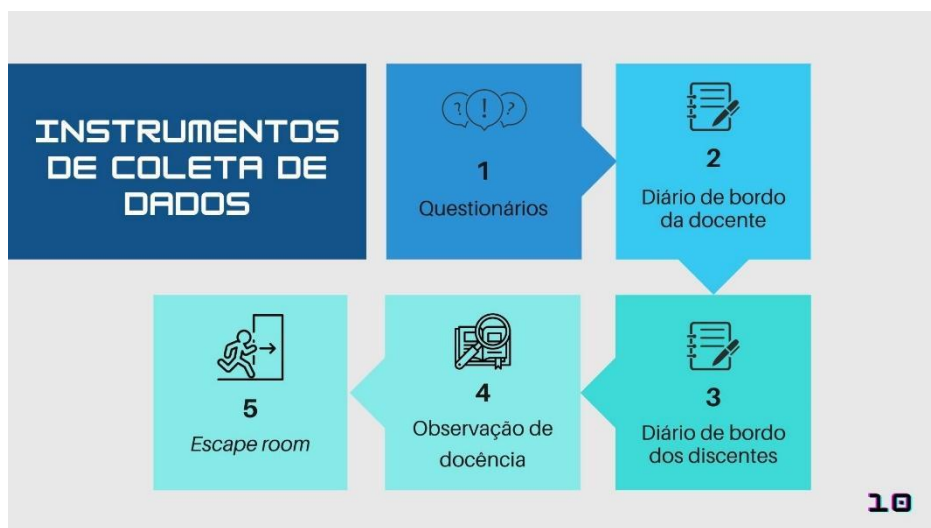 INSTRUMENTOS
DE COLETA DE
DADOS
? ! ?
1
Questionários
2
Diário de bordo
da docente
3
Diário de bordo
dos discentes
4
Observação de
docência
5
Escape room
10